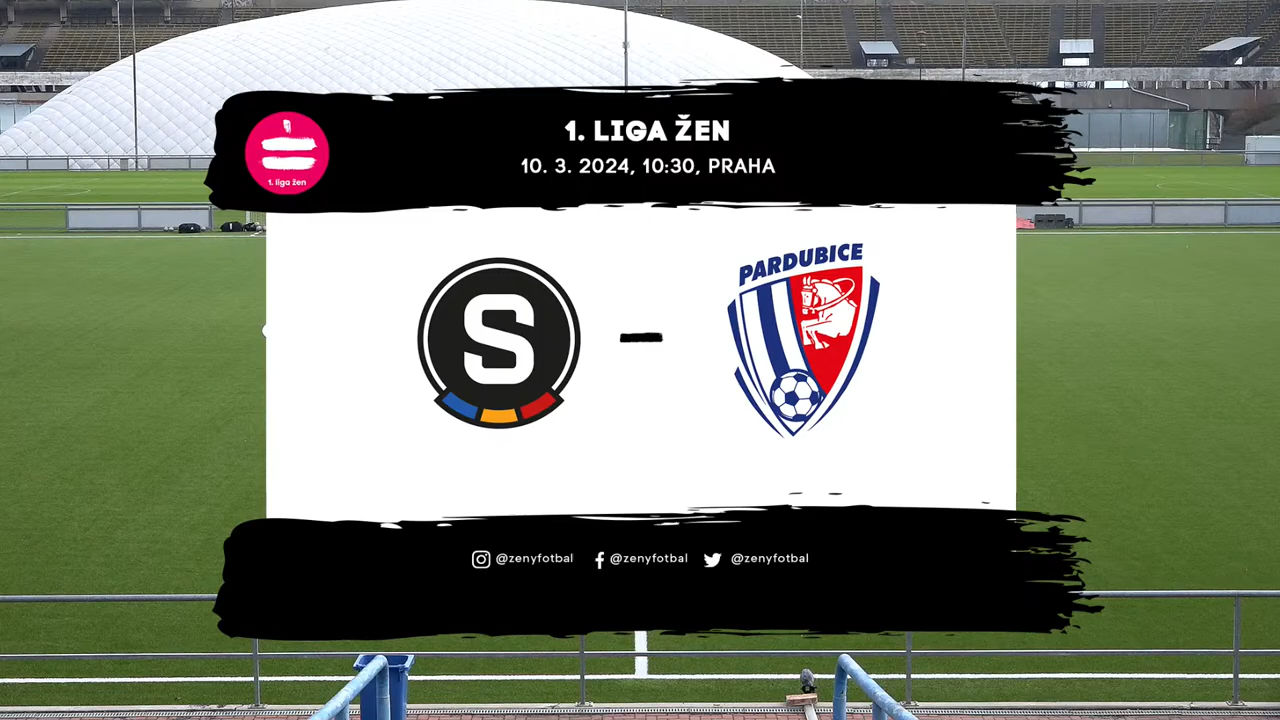 1. LIGA ŽEN
10. 3. 2024, 10:30, PRAHA
1. liga žen
PARDUBICE
S
@zenyfotbal @zenyfotbal @zenyfotbal